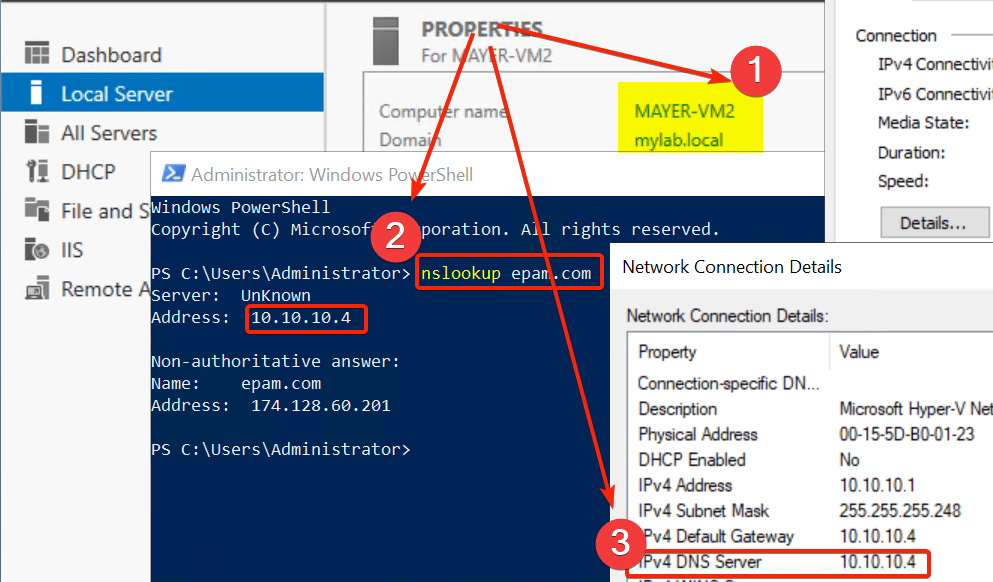 Dashboard
Local Server
All Servers
DHCP
File and S
IIS
Remote A
PROPERTIES
For MAYER-VM2
Computer name
MAYER-VM2
Domain
mylab.local
1
Connection
IPv4 Connectivit
IPv6 Connectivit
Media State:
Duration:
Speed:
Details...
Administrator: Windows PowerShell
Windows PowerShell
Copyright (C) Microsoft Corporation. All rights reserved.
2
PS C:\Users\Administrator> nslookup epam.com
Server: UnKnown
Address: 10.10.10.4
Non-authoritative answer:
Name: epam.com
Address: 174.128.60.201
PS C:\Users\Administrator>
Network Connection Details
Network Connection Details:
Property Value
Connection-specific DN...
Description Microsoft Hyper-V Net
Physical Address 00-15-5D-B0-01-23
DHCP Enabled No
IPv4 Address 10.10.10.1
IPv4 Subnet Mask 255.255.255.248
IPv4 Default Gateway 10.10.10.4
3
IPv4 DNS Server 10.10.10.4